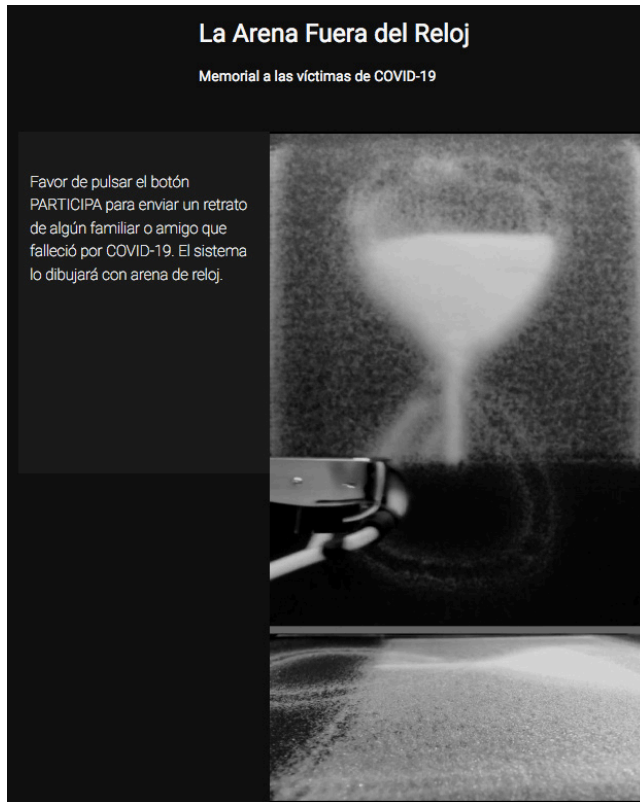 La Arena Fuera del Reloj
Memorial a las víctimas de COVID-19
Favor de pulsar el botón
PARTICIPA para enviar un retrato
de algún familiar o amigo que
falleció por COVID-19. El sistema
lo dibujará con arena de reloj.